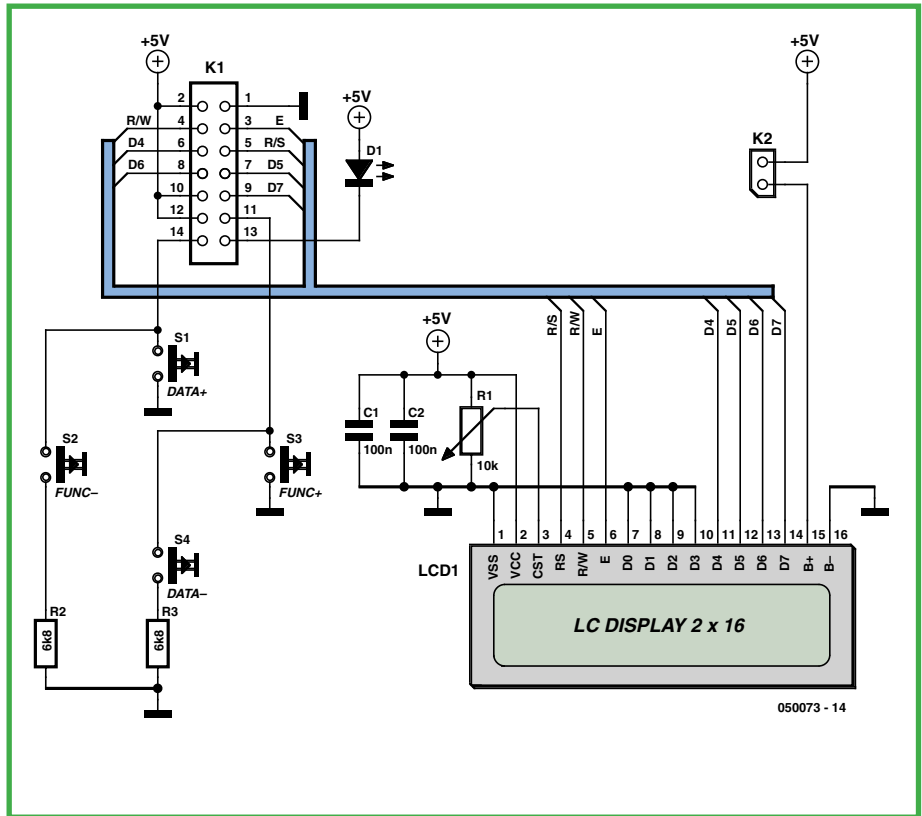 +5V
+5V
K1
+5V
K2
2 1
R/W 4 3 E
D4 6 5 R/S
D6 8 7 D5
10 9 D7
12 11
14 13
D1
R/S R/W E D4 D5 D6 D7
+5V
S1
DATA+
C1
100n
C2
100n
R1
10k
S2
FUNC–
S3
FUNC+
S4
DATA–
R2
6k8
R3
6k8
1 2 3 4 5 6 7 8 9 10 11 12 13 14 15 16
LCD1
VSS VCC CST RS R/W E D0 D1 D2 D3 D4 D5 D6 D7 B+ B–
LC DISPLAY 2 x 16
050073 - 14